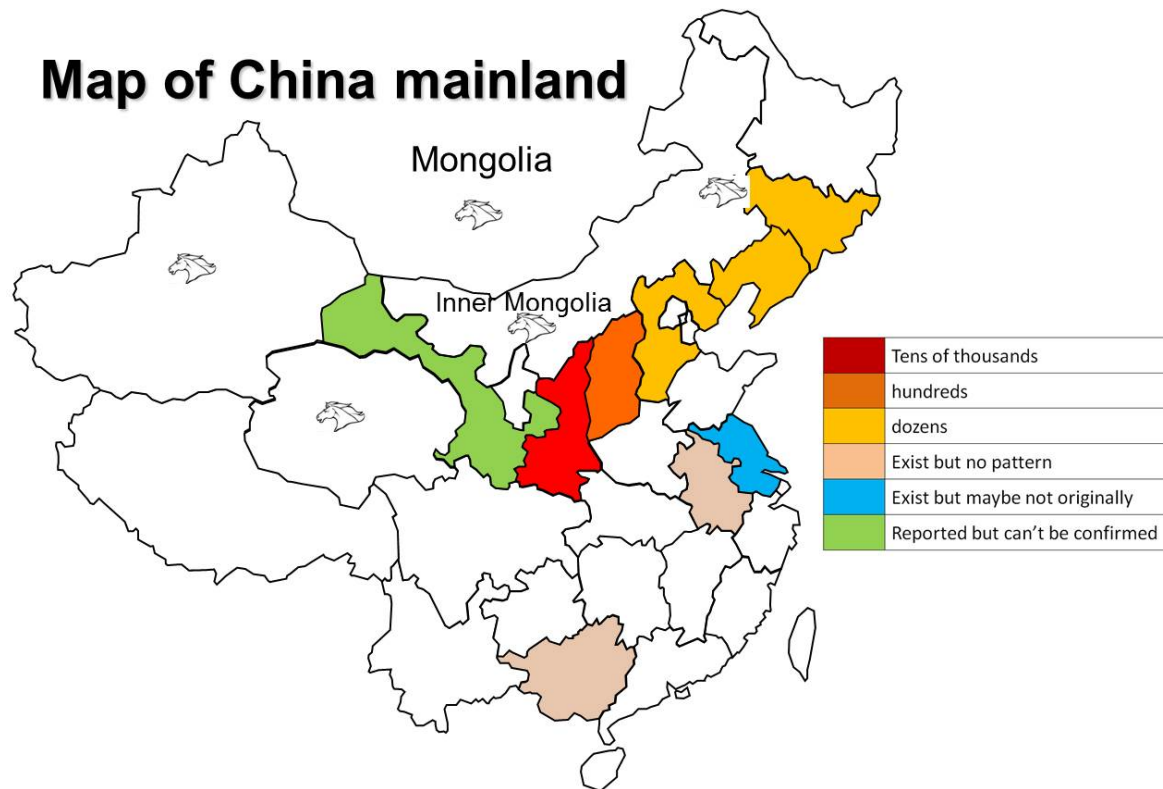 Map of China mainland
Mongolia
Inner Mongolia
Tens of thousands
hundreds
dozens
Exist but no pattern
Exist but maybe not originally
Reported but can’t be confirmed